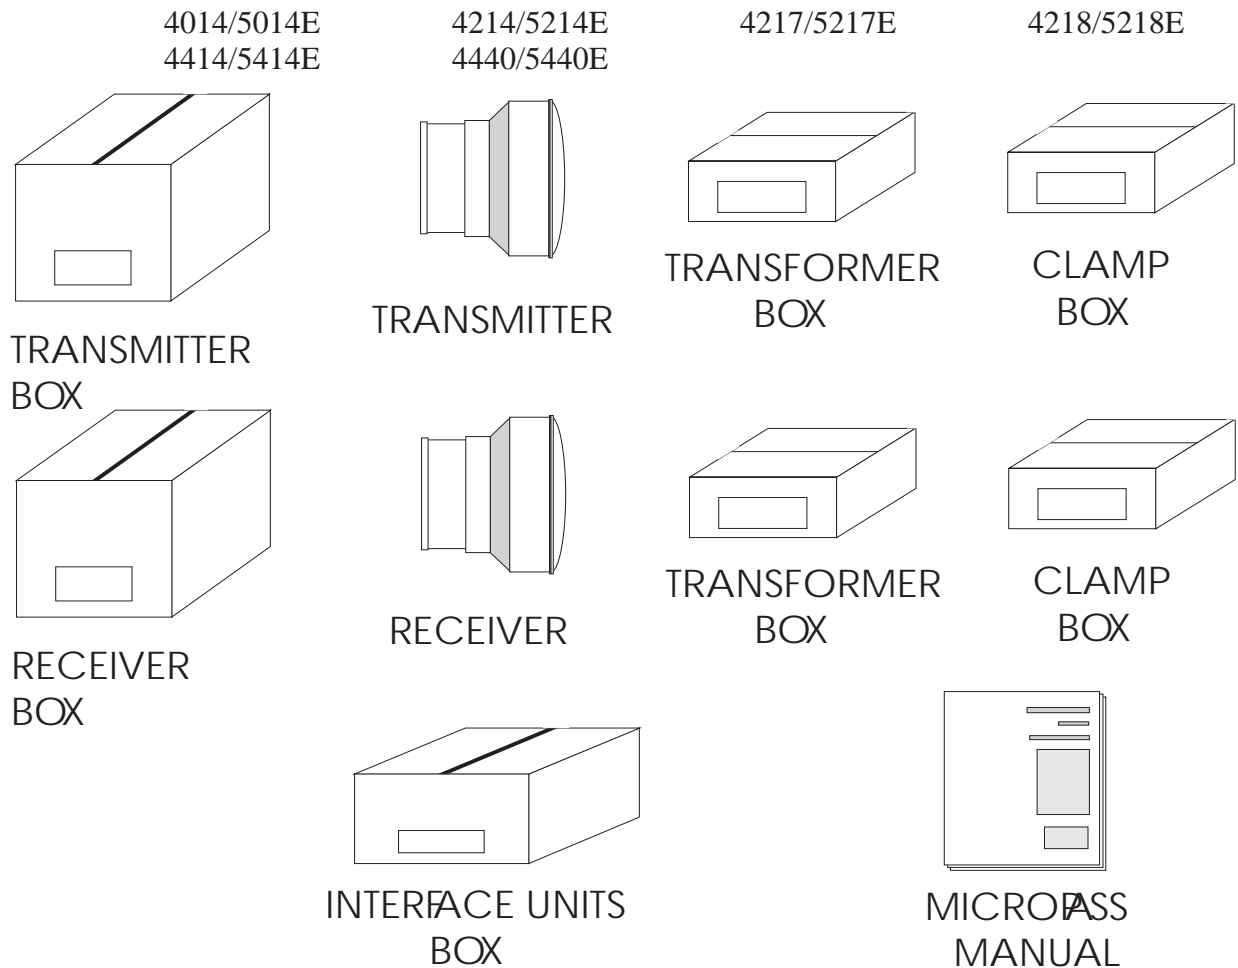 4014/5014E
4414/5414E
4214/5214E
4440/5440E
4217/5217E
4218/5218E
TRANSMITTER
BOX
TRANSMITTER
TRANSFORMER
BOX
CLAMP
BOX
RECEIVER
BOX
RECEIVER
TRANSFORMER
BOX
CLAMP
BOX
INTERFACE UNITS
BOX
MICROPASS
MANUAL